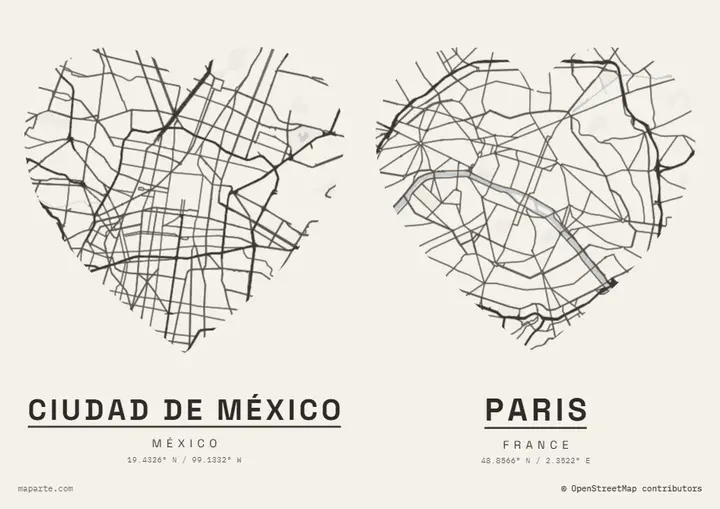 CIUDAD DE MÉXICO
MÉXICO
19.4326° N / 99.1332° W
PARIS
FRANCE
48.8566° N / 2.3522° E
maparte.com
© OpenStreetMap contributors